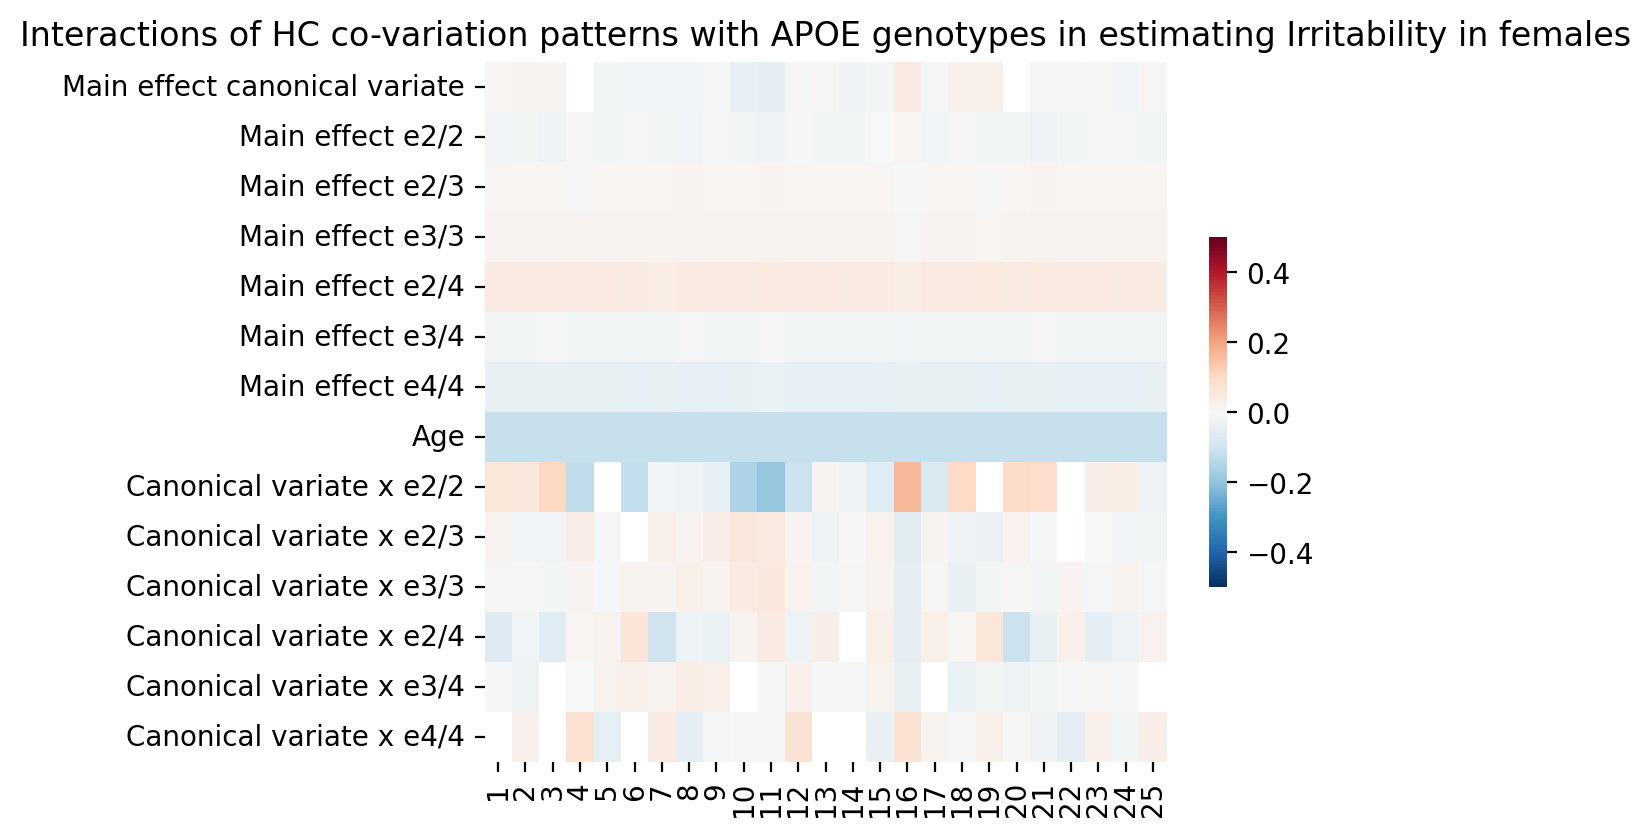 Interactions of HC co-variation patterns with APOE genotypes in estimating Irritability in females
Main effect canonical variate
Main effect e2/2
Main effect e2/3
Main effect e3/3
Main effect e2/4
Main effect e3/4
Main effect e4/4
Age
Canonical variate x e2/2
Canonical variate x e2/3
Canonical variate x e3/3
Canonical variate x e2/4
Canonical variate x e3/4
Canonical variate x e4/4
1 2 3 4 5 6 7 8 9 10 11 12 13 14 15 16 17 18 19 20 21 22 23 24 25
0.4
0.2
0.0
−0.2
−0.4